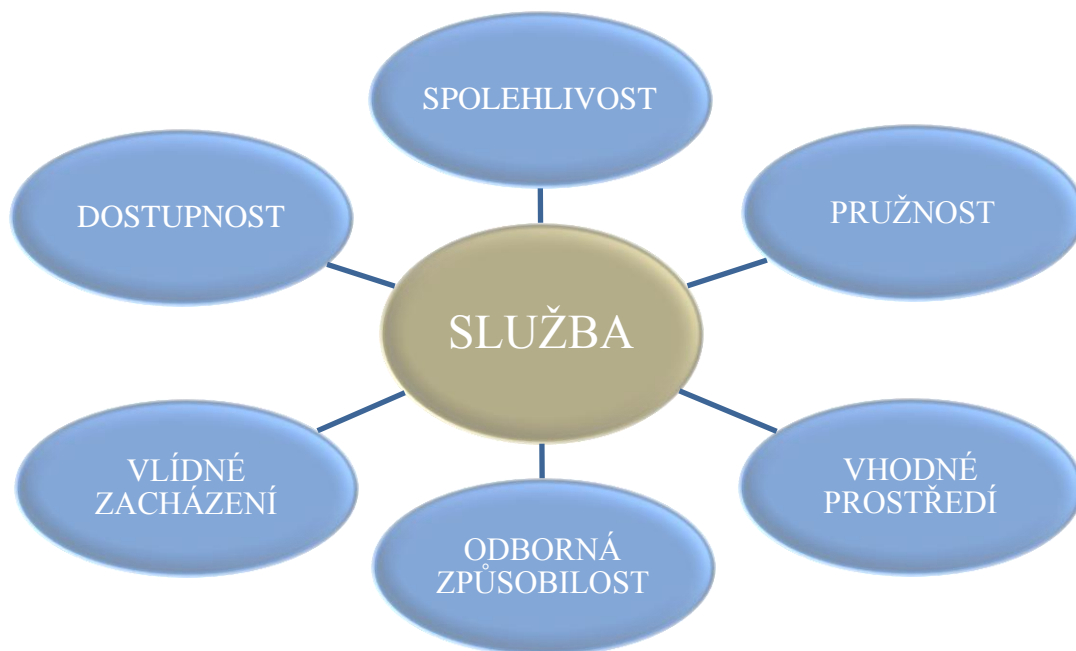 SPOLEHLIVOST
DOSTUPNOST
PRUŽNOST
SLUŽBA
VLÍDNÉ
ZACHÁZENÍ
VHODNÉ
PROSTŘEDÍ
ODBORNÁ
ZPŮSOBILOST